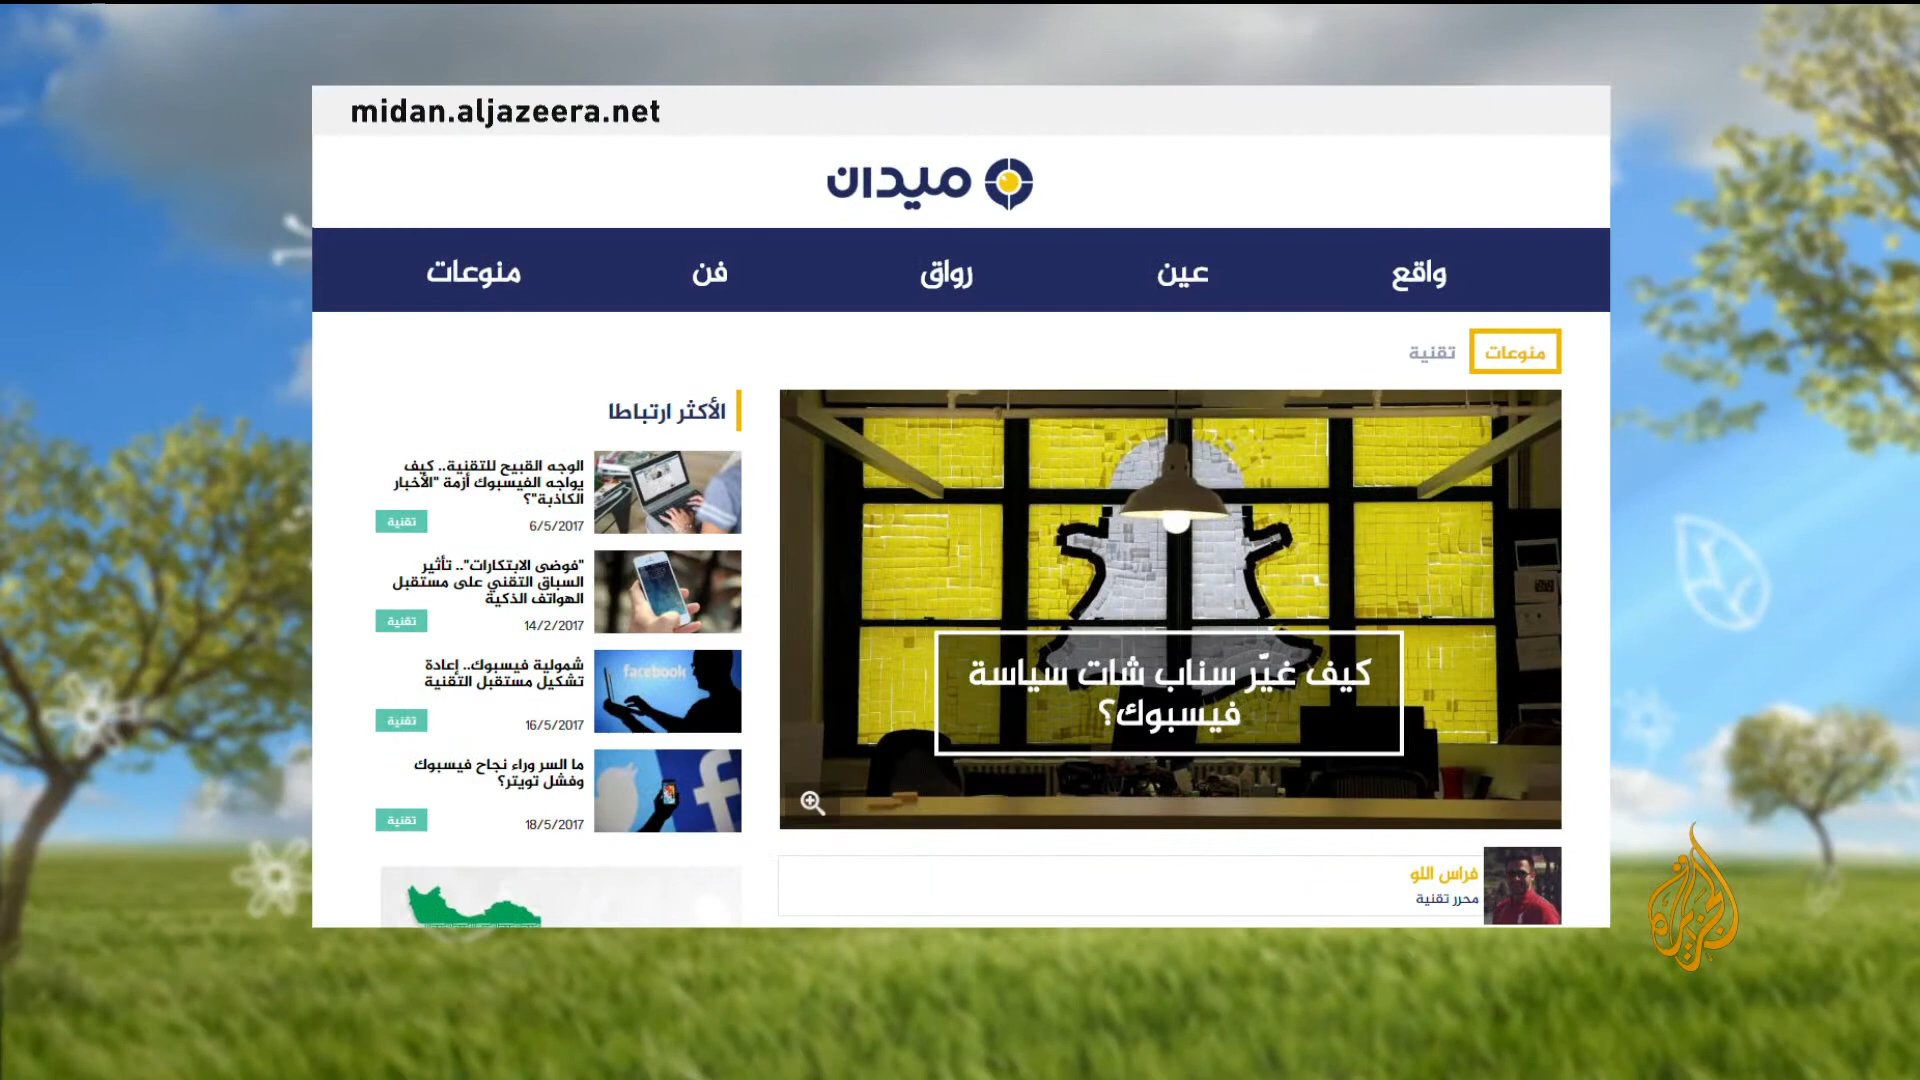 midan.aljazeera.net
ميدان
واقع
عين
رواق
فن
منوعات
منوعات
تقنية
كيف غيّر سناب شات سياسة
فيسبوك؟
فراس اللو
محرر تقنية
الأكثر ارتباطا
الوجه القبيح للتقنية.. كيف
يواجه الفيسبوك أزمة "الأخبار
الكاذبة"؟
6/5/2017
تقنية
"فوضى الابتكارات".. تأثير
السباق التقني على مستقبل
الهواتف الذكية
14/2/2017
تقنية
facebook
شمولية فيسبوك.. إعادة
تشكيل مستقبل التقنية
16/5/2017
تقنية
ما السر وراء نجاح فيسبوك
وفشل تويتر؟
18/5/2017
تقنية
الجزيرة